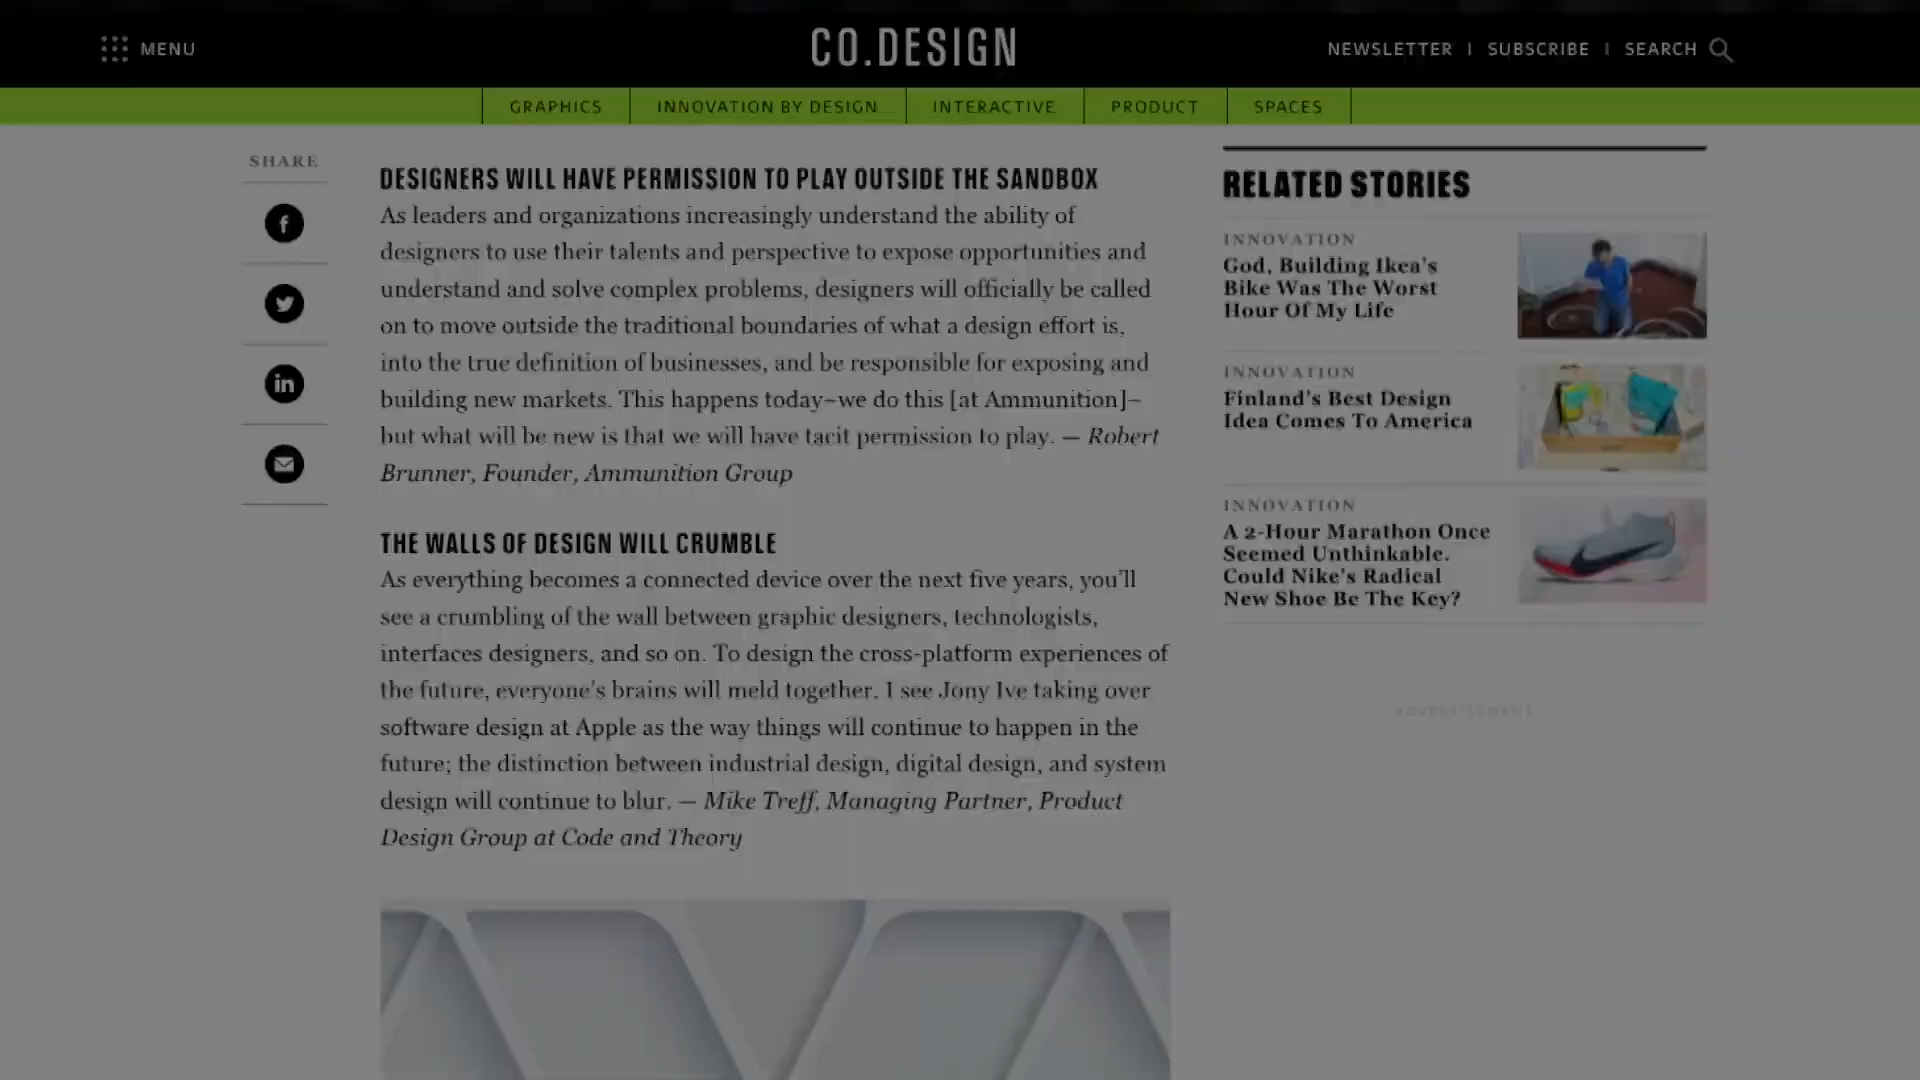 MENU
CO.DESIGN
NEWSLETTER | SUBSCRIBE | SEARCH
GRAPHICS
INNOVATION BY DESIGN
INTERACTIVE
PRODUCT
SPACES
SHARE
DESIGNERS WILL HAVE PERMISSION TO PLAY OUTSIDE THE SANDBOX
As leaders and organizations increasingly understand the ability of
designers to use their talents and perspective to expose opportunities and
understand and solve complex problems, designers will officially be called
on to move outside the traditional boundaries of what a design effort is,
into the true definition of businesses, and be responsible for exposing and
building new markets. This happens today–we do this [at Ammunition]–
but what will be new is that we will have tacit permission to play. — Robert
Brunner, Founder, Ammunition Group
THE WALLS OF DESIGN WILL CRUMBLE
As everything becomes a connected device over the next five years, you’ll
see a crumbling of the wall between graphic designers, technologists,
interfaces designers, and so on. To design the cross-platform experiences of
the future, everyone’s brains will meld together. I see Jony Ive taking over
software design at Apple as the way things will continue to happen in the
future; the distinction between industrial design, digital design, and system
design will continue to blur. — Mike Treff, Managing Partner, Product
Design Group at Code and Theory
RELATED STORIES
INNOVATION
God, Building Ikea’s
Bike Was The Worst
Hour Of My Life
INNOVATION
Finland’s Best Design
Idea Comes To America
INNOVATION
A 2-Hour Marathon Once
Seemed Unthinkable.
Could Nike’s Radical
New Shoe Be The Key?
ADVERTISEMENT